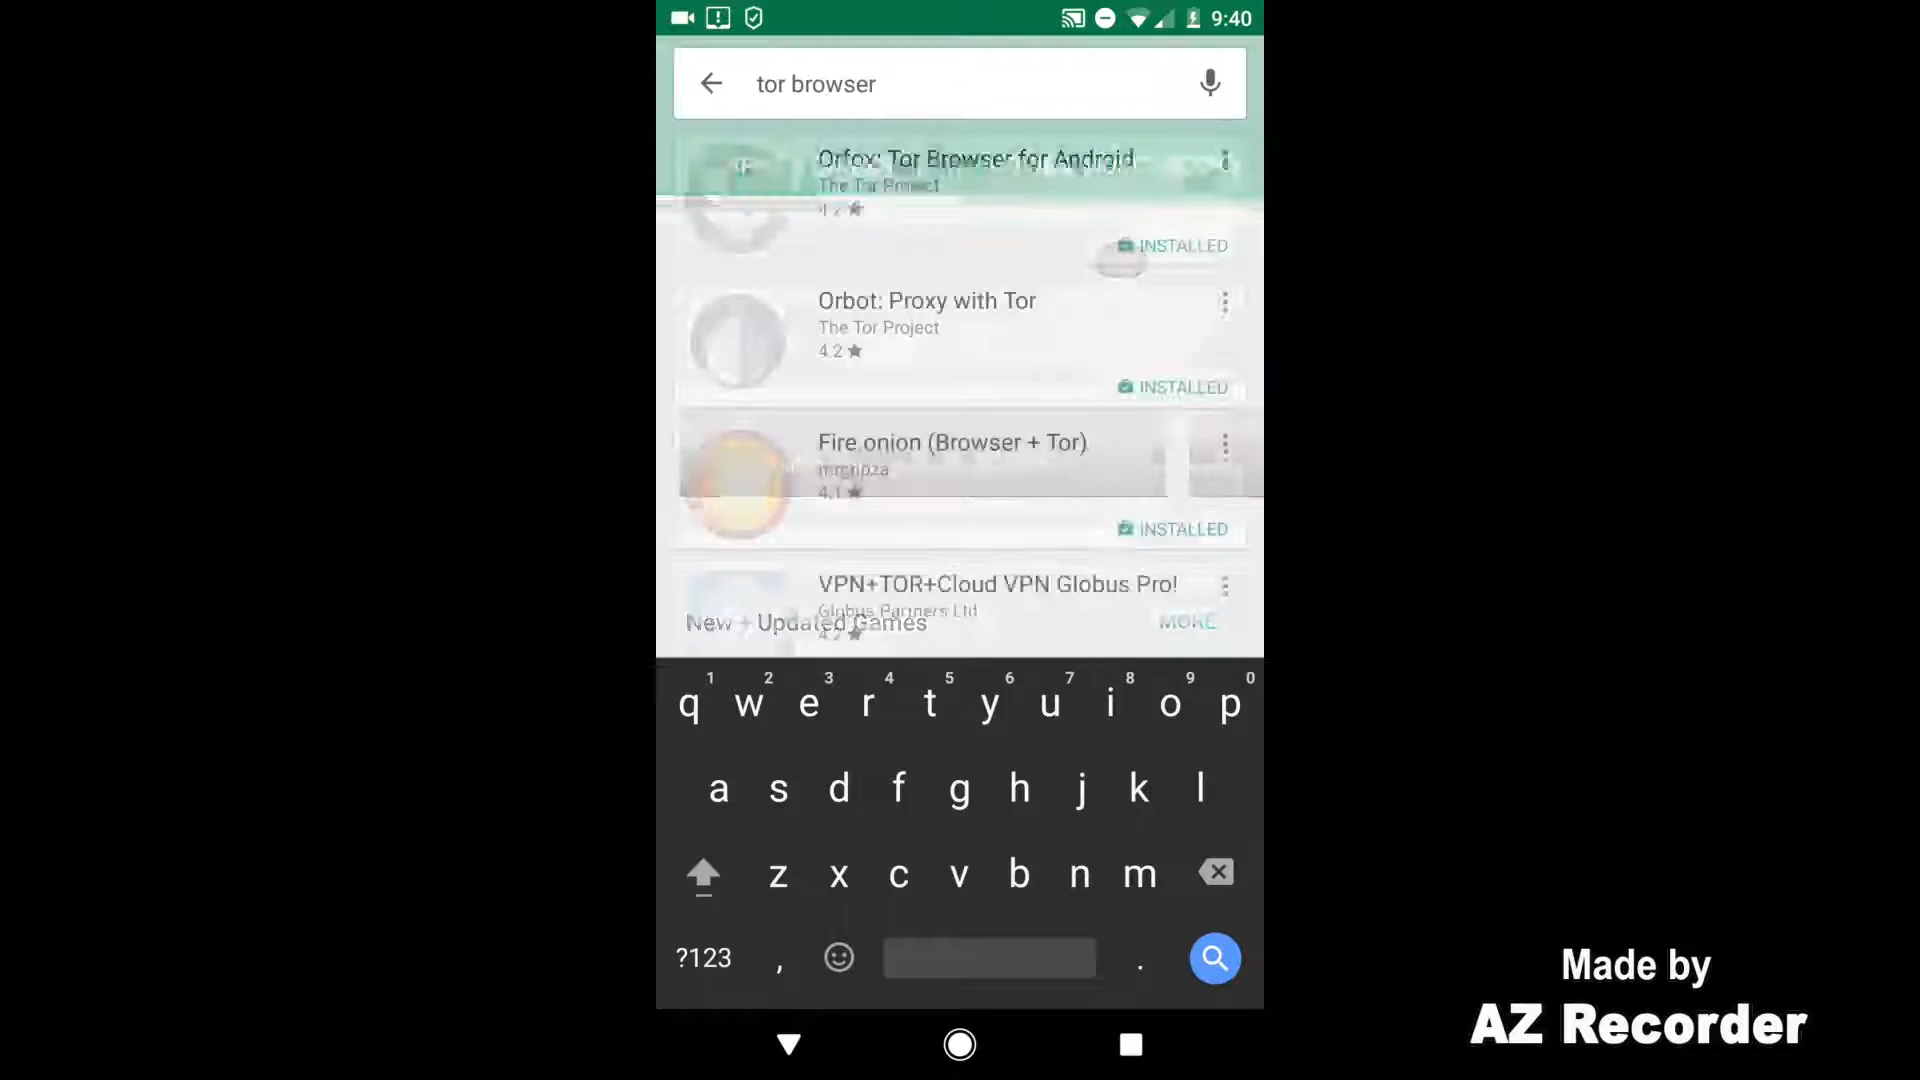 9:40
tor browser
Orfox: Tor Browser for Android
The Tor Project
4.2
INSTALLED
Orbot: Proxy with Tor
The Tor Project
4.2
INSTALLED
Fire onion (Browser + Tor)
4.1
INSTALLED
VPN+TOR+Cloud VPN Globus Pro!
Globus Partners Ltd
New + Updated Games
MORE
4.2
1 2 3 4 5 6 7 8 9 0
q w e r t y u i o p
a s d f g h j k l
z x c v b n m
?123 , .
Made by
AZ Recorder